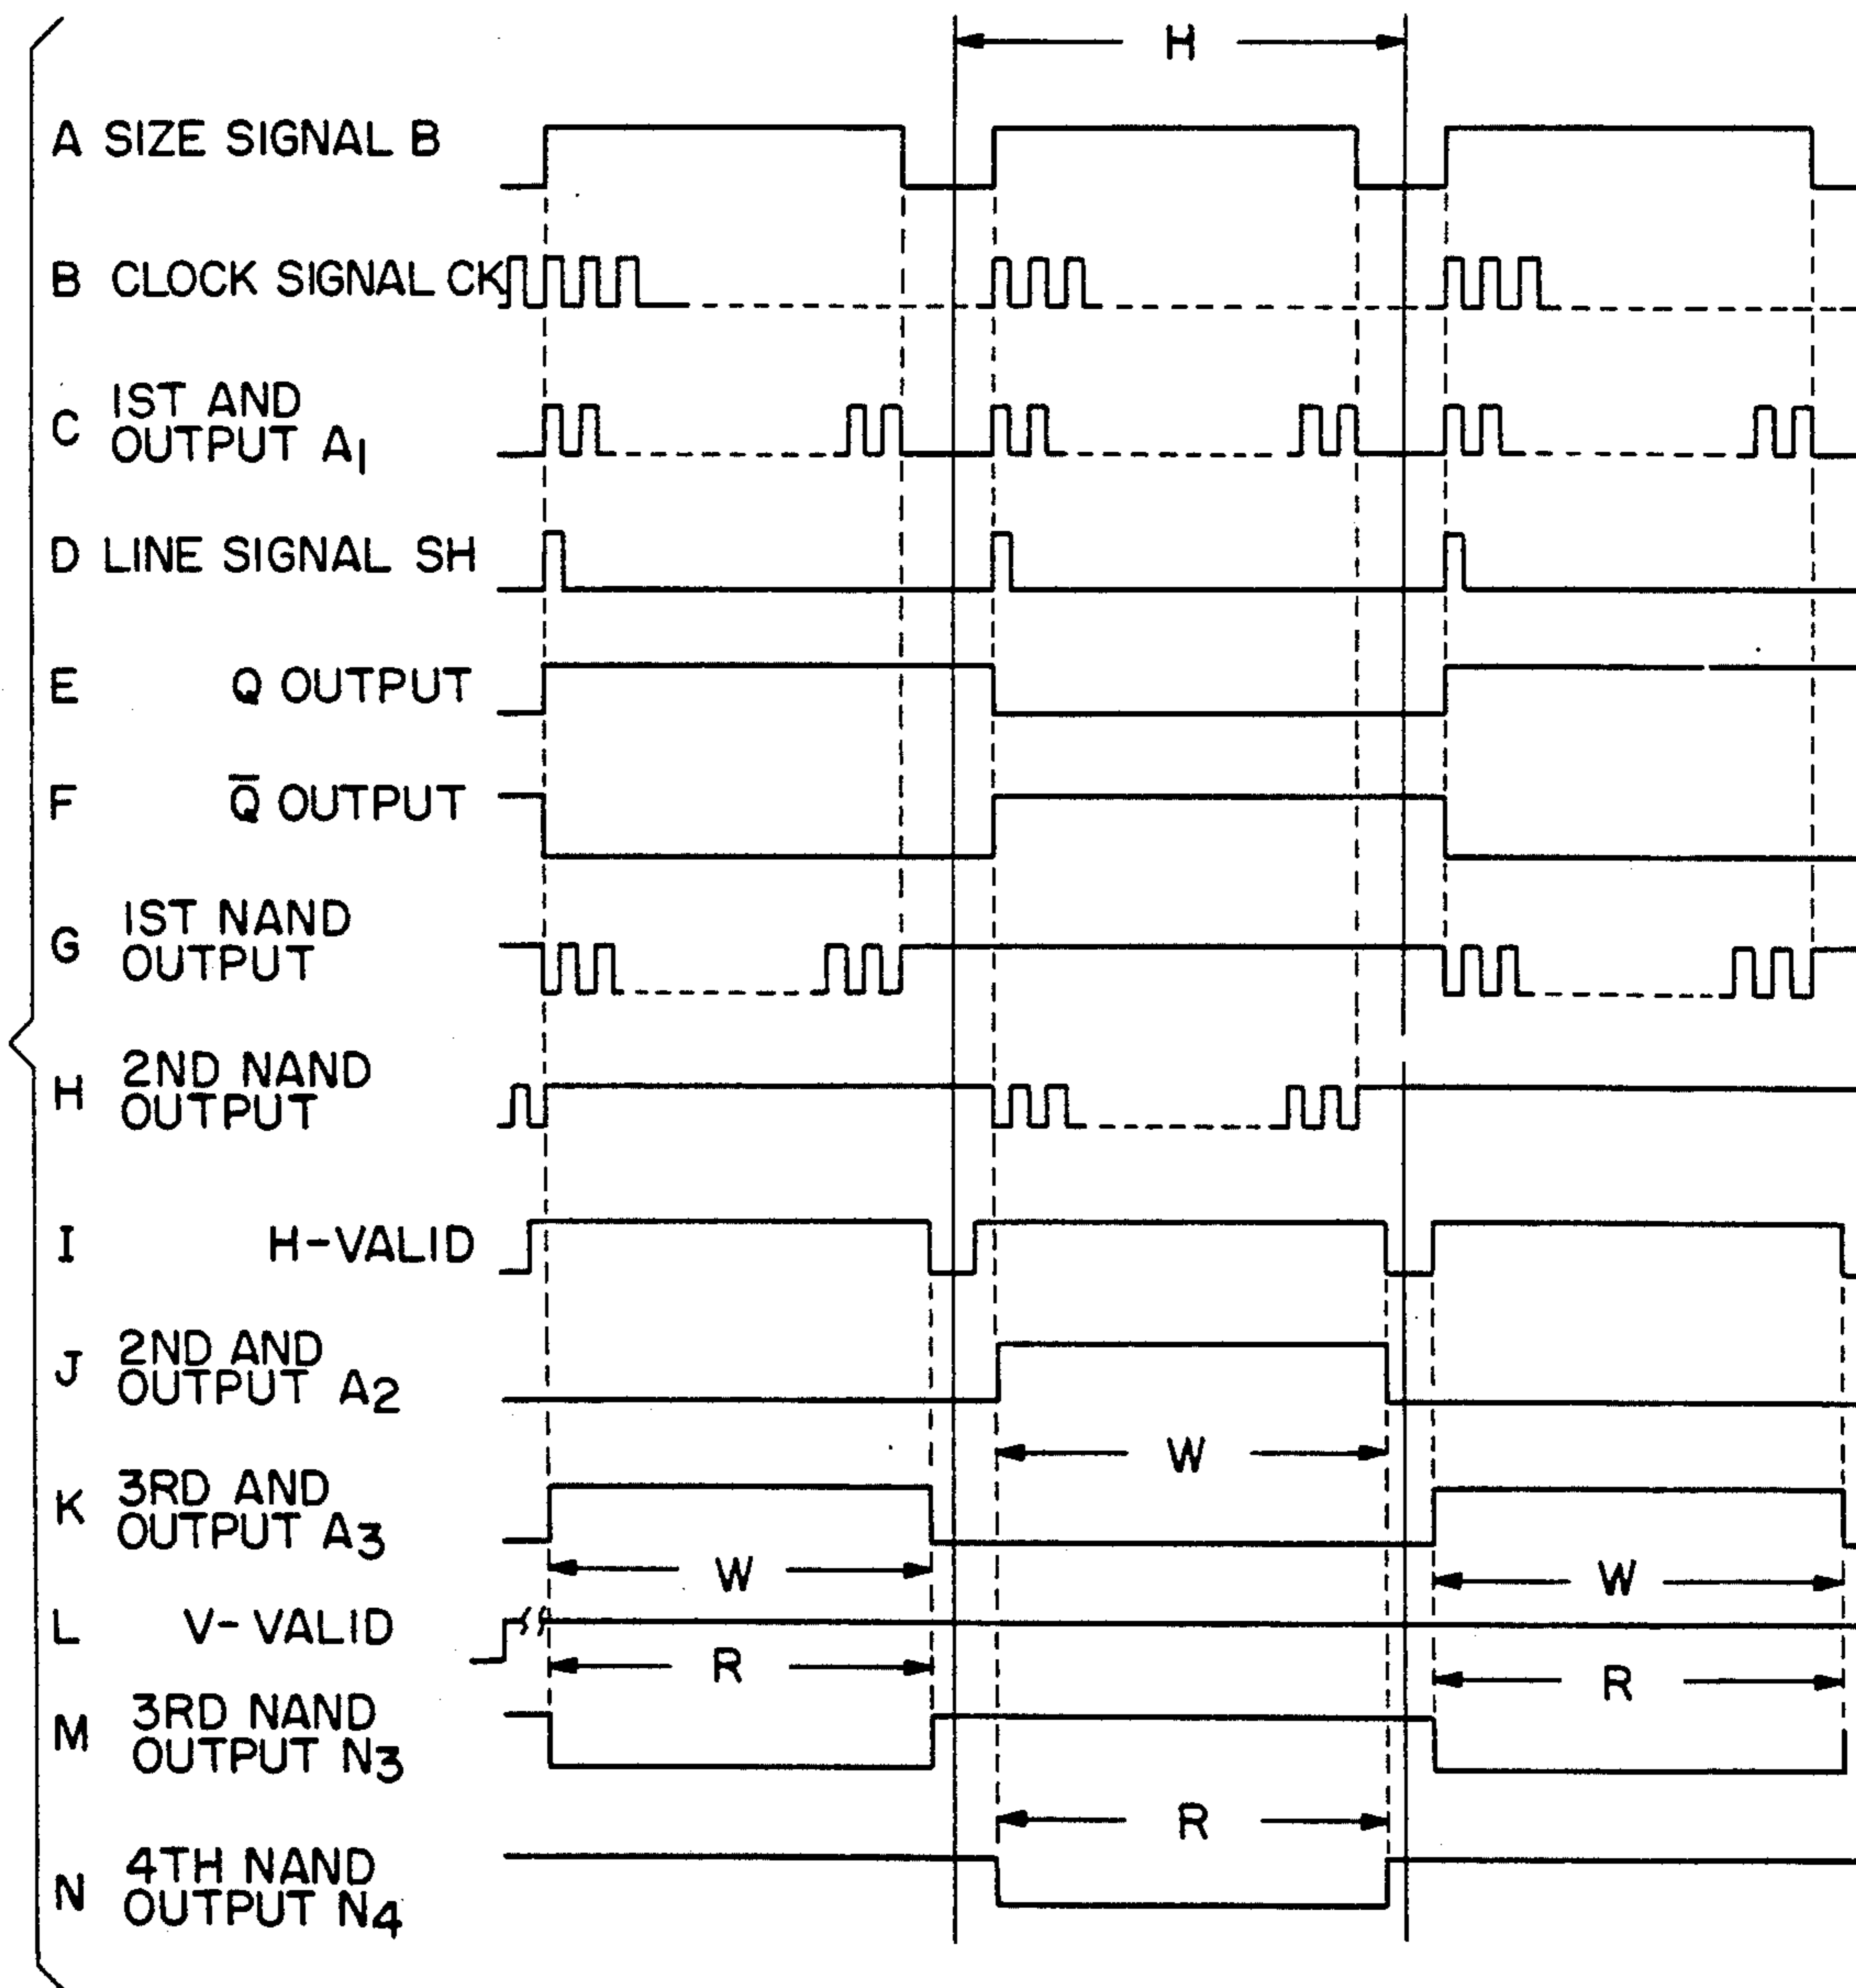 H
A SIZE SIGNAL B
B CLOCK SIGNAL CK
C 1ST AND
OUTPUT A1
D LINE SIGNAL SH
E Q OUTPUT
F Q̅ OUTPUT
G 1ST NAND
OUTPUT
H 2ND NAND
OUTPUT
I H-VALID
J 2ND AND
OUTPUT A2
W
K 3RD AND
OUTPUT A3
W W
L V-VALID
R R
M 3RD NAND
OUTPUT N3
R
N 4TH NAND
OUTPUT N4